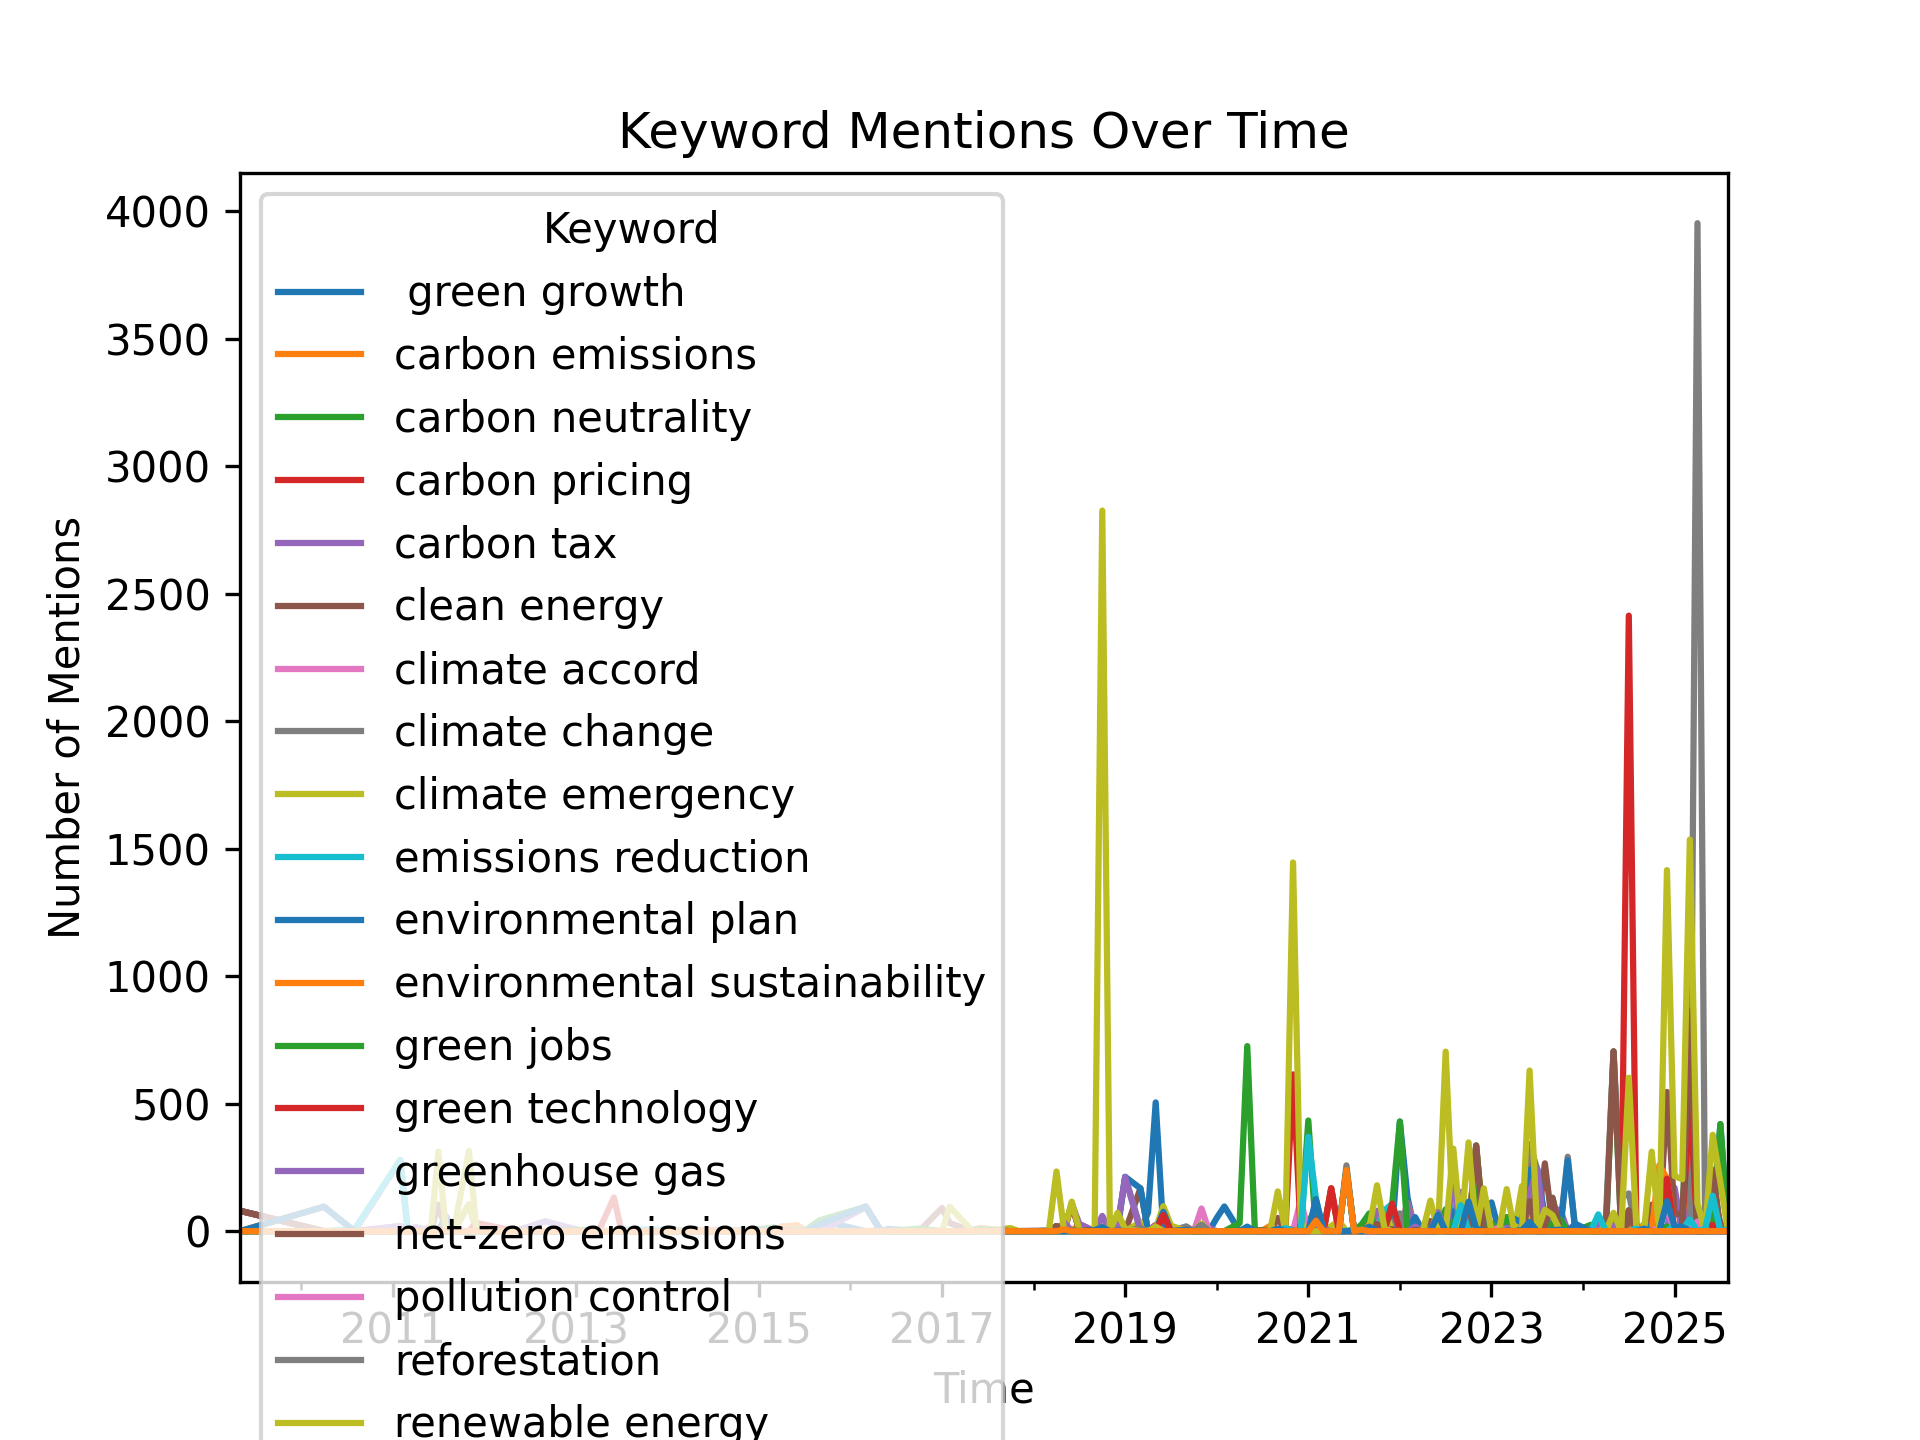 Keyword Mentions Over Time
Number of Mentions
4000
3500
3000
2500
2000
1500
1000
500
0
Keyword
green growth
carbon emissions
carbon neutrality
carbon pricing
carbon tax
clean energy
climate accord
climate change
climate emergency
emissions reduction
environmental plan
environmental sustainability
green jobs
green technology
greenhouse gas
net-zero emissions
pollution control
reforestation
renewable energy
2011 2013 2015 2017 2019 2021 2023 2025
Time